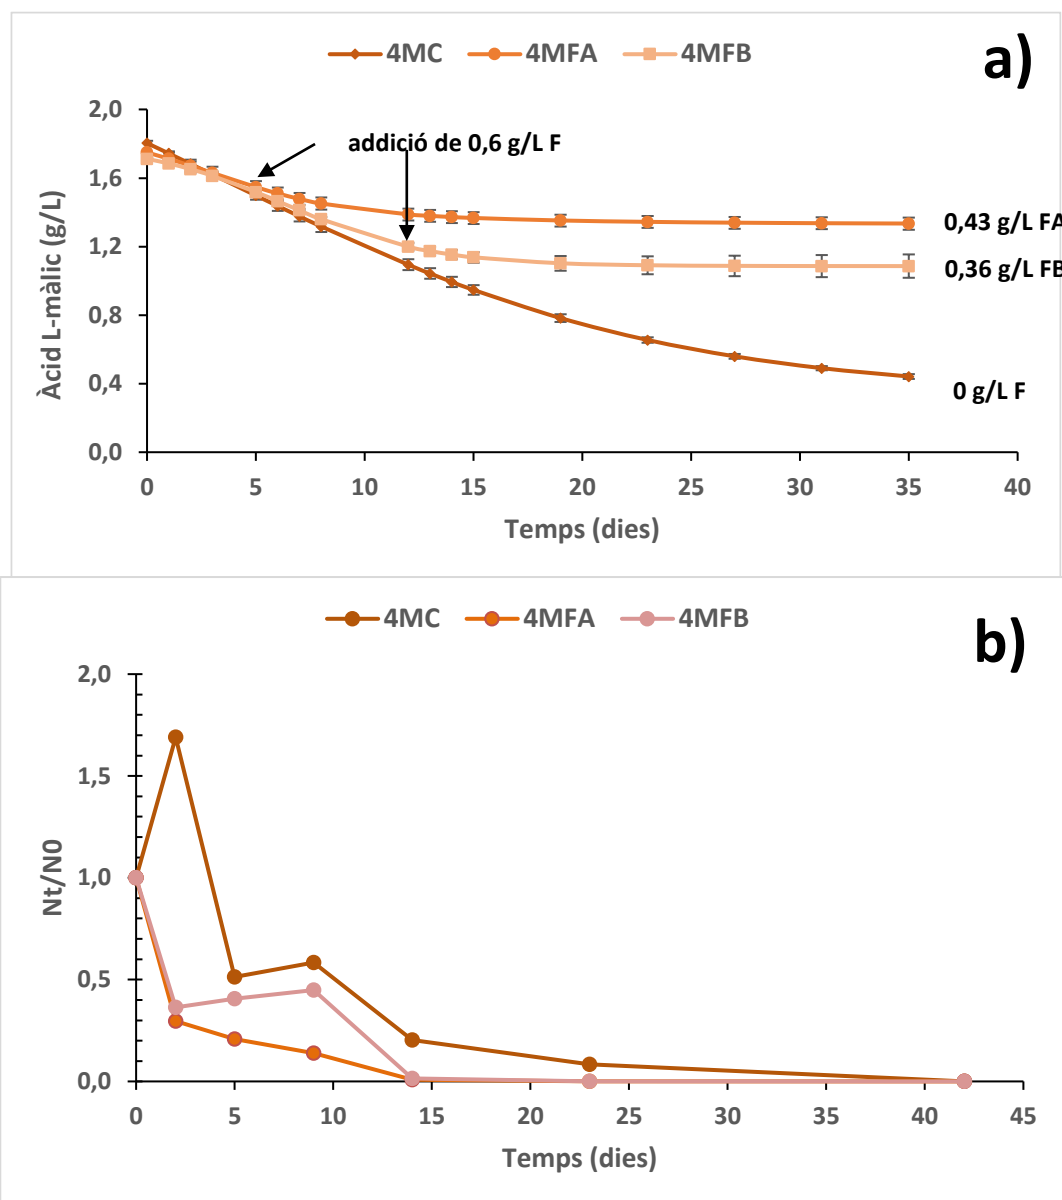 a)
4MC 4MFA 4MFB
2,0
addició de 0,6 g/L F
1,6
0,43 g/L FA
1,2
0,36 g/L FB
0,8
0,4
0 g/L F
0,0
Àcid L-màlic (g/L)
0 5 10 15 20 25 30 35 40
Temps (dies)
b)
4MC 4MFA 4MFB
2,0
1,5
1,0
0,5
0,0
Nt/N0
0 5 10 15 20 25 30 35 40 45
Temps (dies)